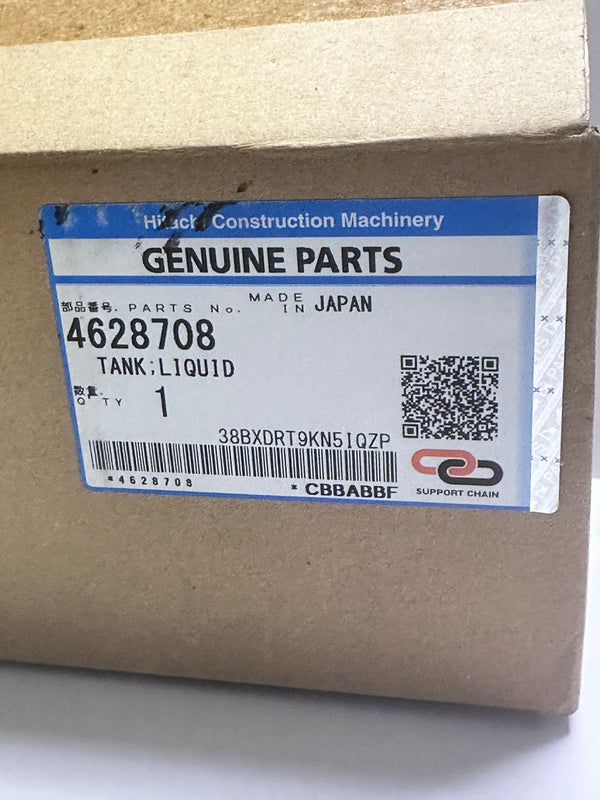 Hitachi Construction Machinery
GENUINE PARTS
部品番号. PARTS No. MADE IN JAPAN
4628708
TANK;LIQUID
数量.
Q'TY 1
38BXDRT9KN5IQZP
*4628708 * CBBABBF
SUPPORT CHAIN